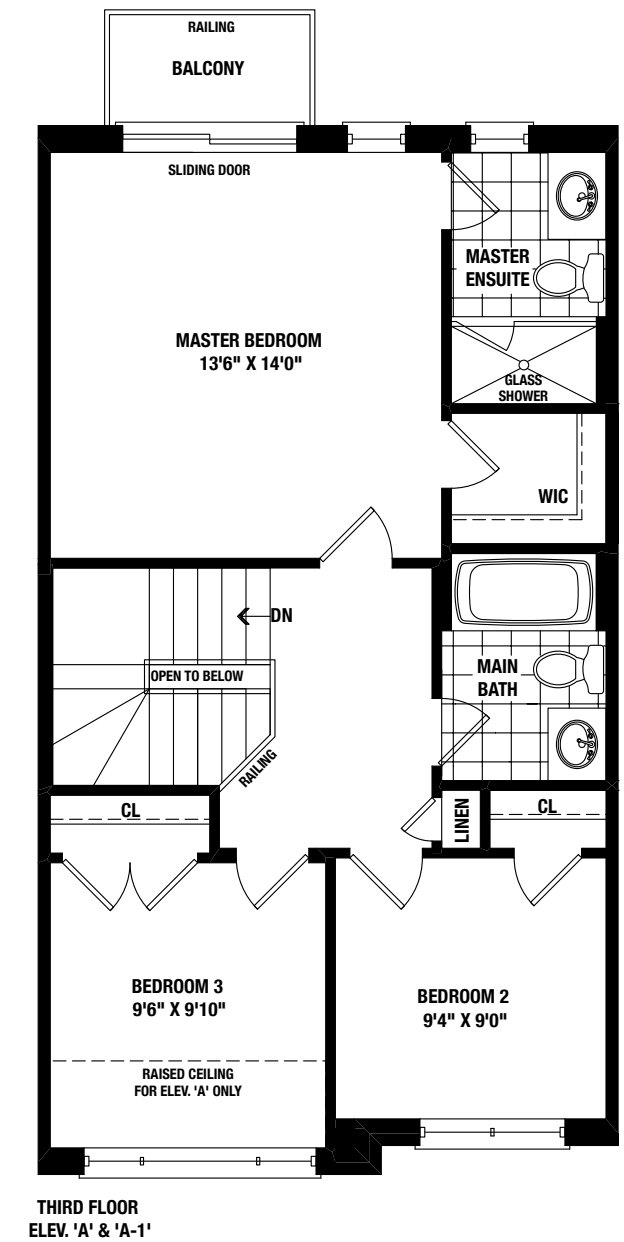 RAILING
BALCONY
SLIDING DOOR
MASTER
ENSUITE
MASTER BEDROOM
13'6" X 14'0"
GLASS
SHOWER
WIC
DN
OPEN TO BELOW
MAIN
BATH
RAILING
CL
LINEN
CL
BEDROOM 3
9'6" X 9'10"
BEDROOM 2
9'4" X 9'0"
RAISED CEILING
FOR ELEV. 'A' ONLY
THIRD FLOOR
ELEV. 'A' & 'A-1'